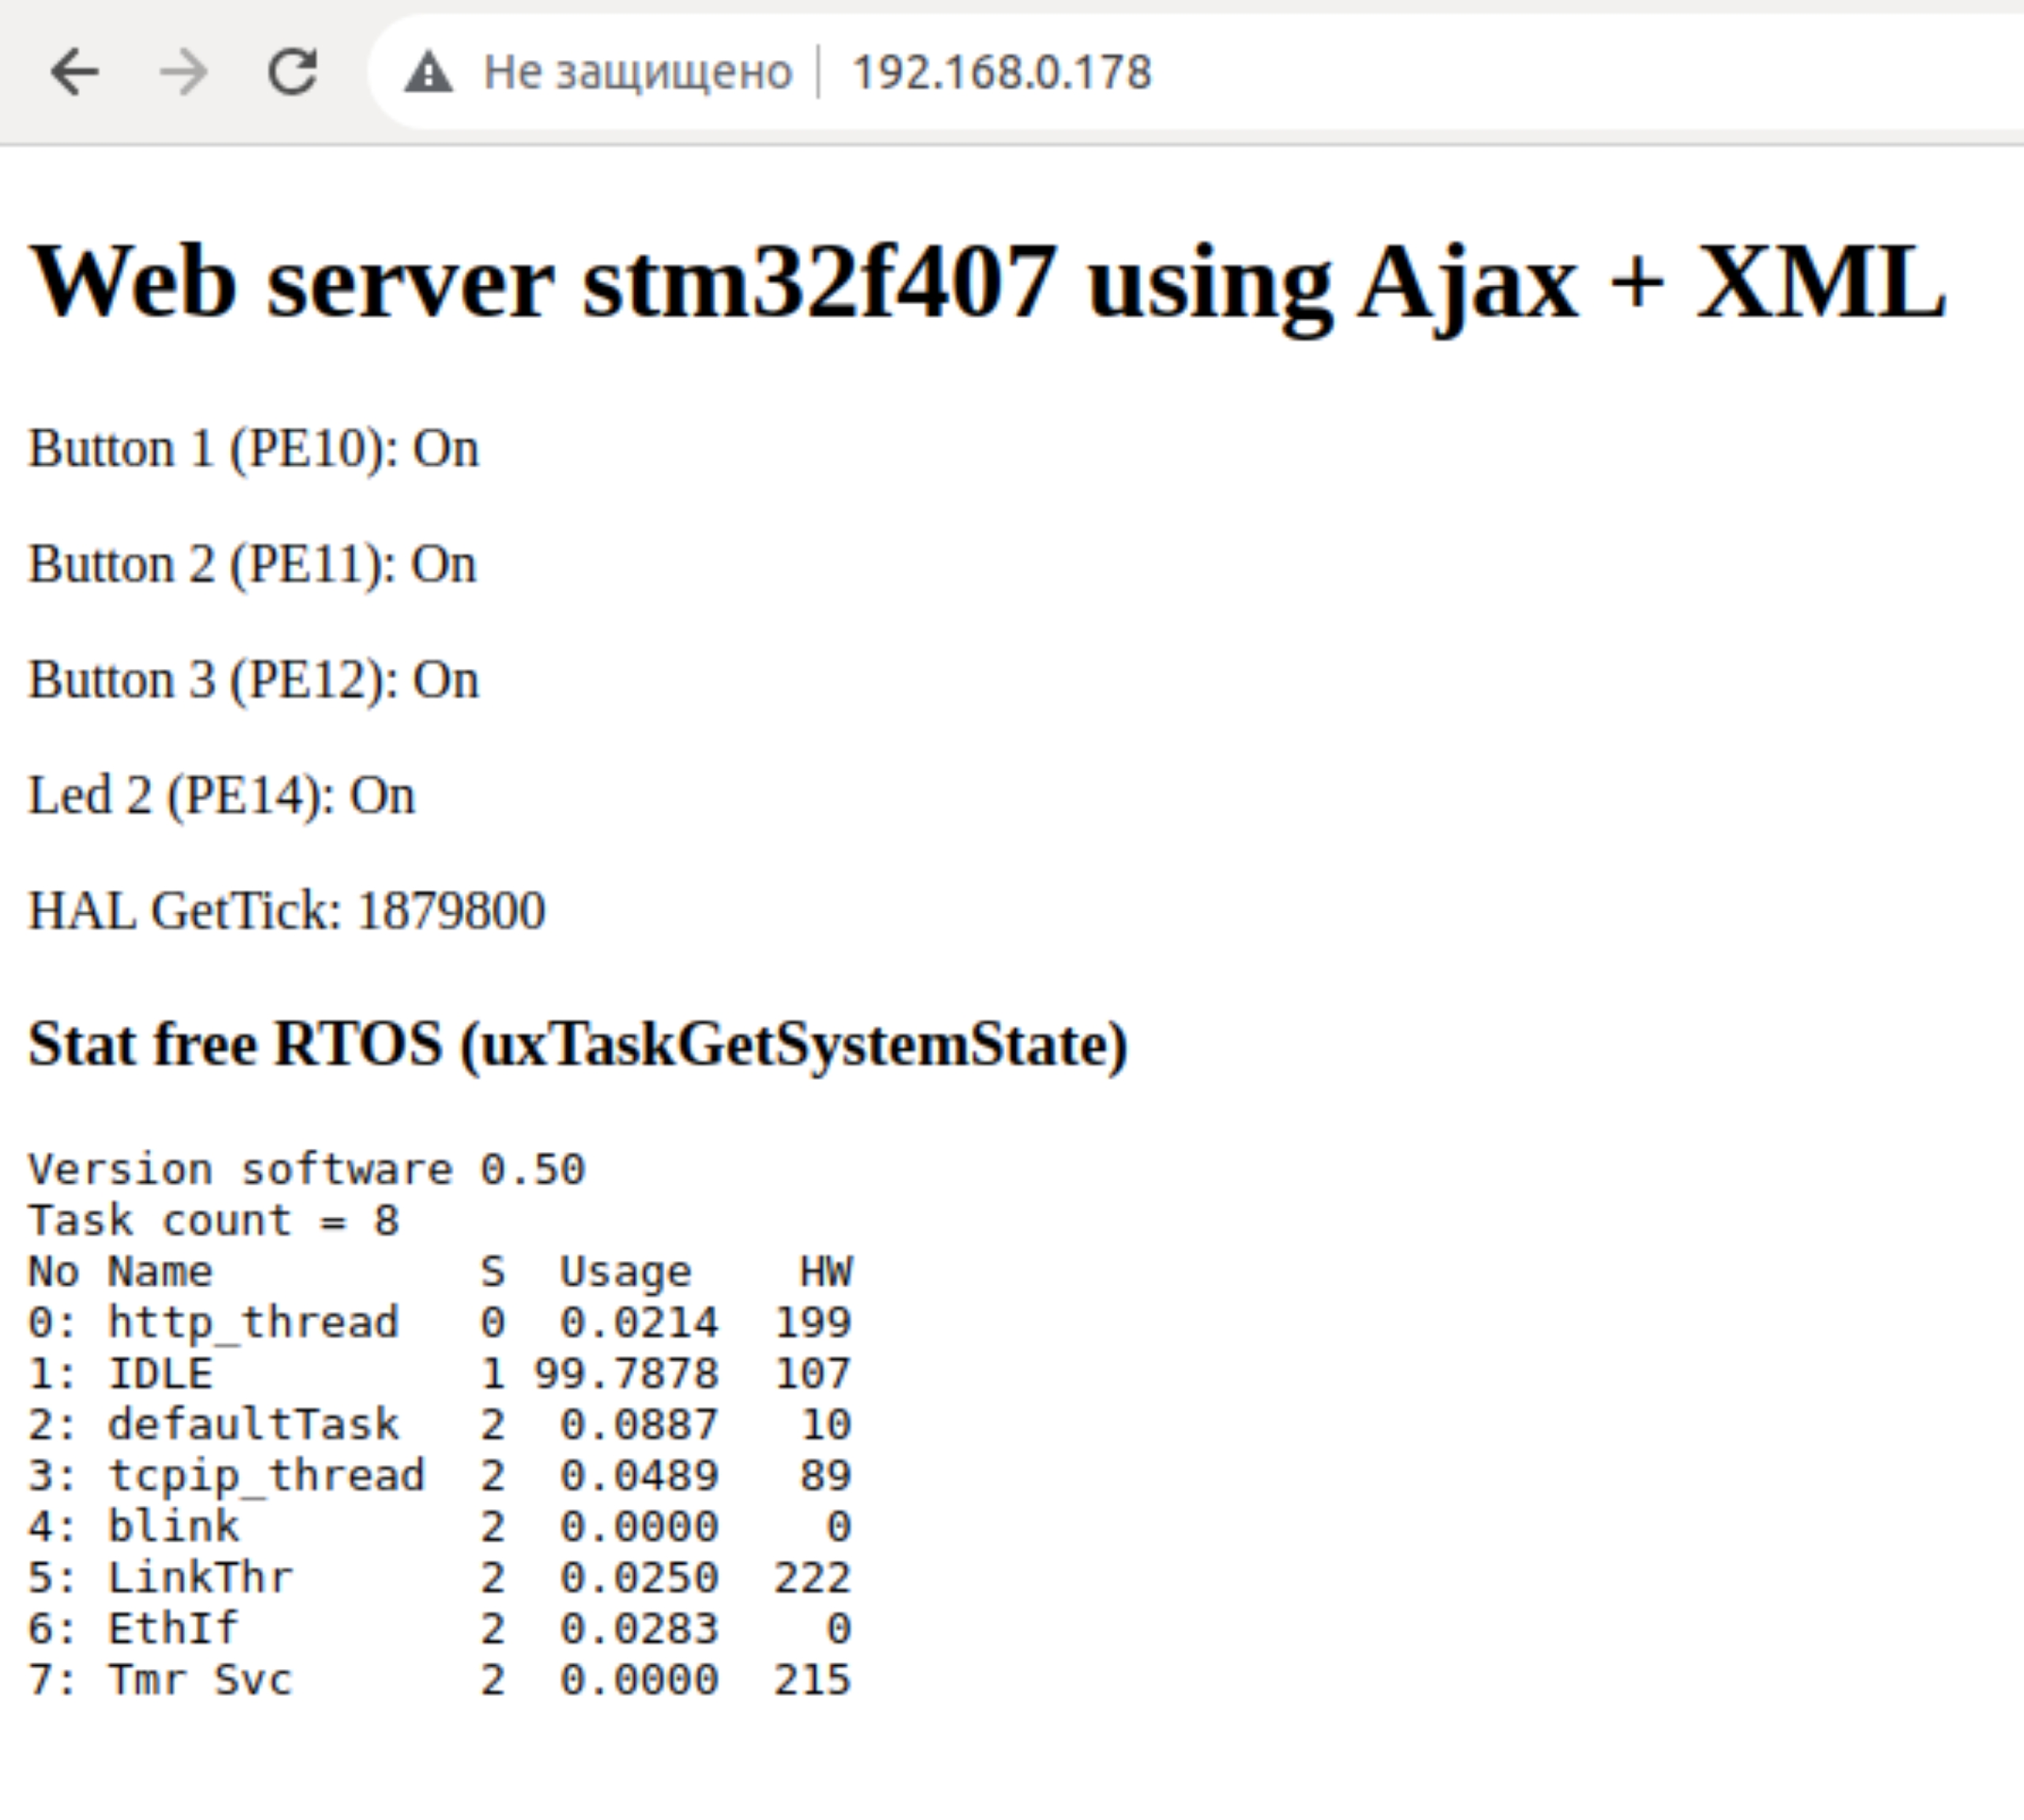 Не защищено 192.168.0.178
Web server stm32f407 using Ajax + XML
Button 1 (PE10): On
Button 2 (PE11): On
Button 3 (PE12): On
Led 2 (PE14): On
HAL GetTick: 1879800
Stat free RTOS (uxTaskGetSystemState)
Version software 0.50
Task count = 8
No Name          S  Usage    HW
0: http_thread   0  0.0214  199
1: IDLE          1 99.7878  107
2: defaultTask   2  0.0887   10
3: tcpip_thread  2  0.0489   89
4: blink         2  0.0000    0
5: LinkThr       2  0.0250  222
6: EthIf         2  0.0283    0
7: Tmr Svc       2  0.0000  215